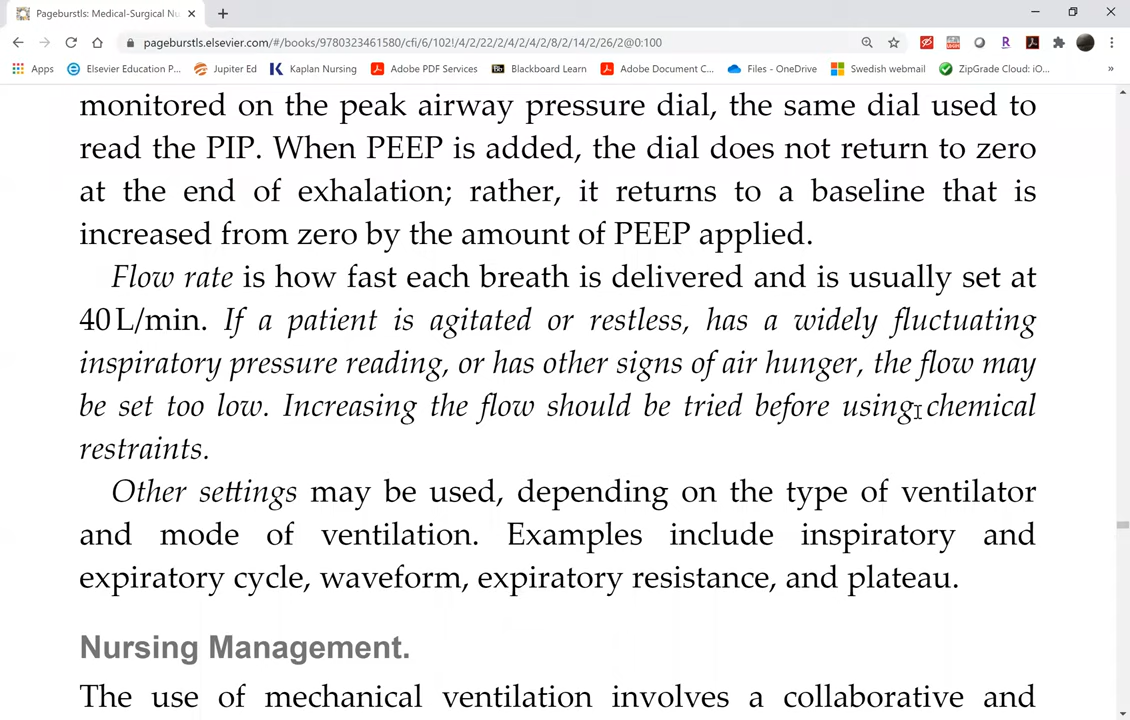 Pageburstls: Medical-Surgical Nu
pageburstls.elsevier.com/#/books/9780323461580/cfi/6/102!/4/2/22/2/4/2/4/2/8/2/14/2/26/2@0:100
Apps Elsevier Education P... Jupiter Ed Kaplan Nursing Adobe PDF Services Bb Blackboard Learn Adobe Document C... Files - OneDrive Swedish webmail ZipGrade Cloud: iO... »
monitored on the peak airway pressure dial, the same dial used to
read the PIP. When PEEP is added, the dial does not return to zero
at the end of exhalation; rather, it returns to a baseline that is
increased from zero by the amount of PEEP applied.
Flow rate is how fast each breath is delivered and is usually set at
40 L/min. If a patient is agitated or restless, has a widely fluctuating
inspiratory pressure reading, or has other signs of air hunger, the flow may
be set too low. Increasing the flow should be tried before using chemical
restraints.
Other settings may be used, depending on the type of ventilator
and mode of ventilation. Examples include inspiratory and
expiratory cycle, waveform, expiratory resistance, and plateau.
Nursing Management.
The use of mechanical ventilation involves a collaborative and